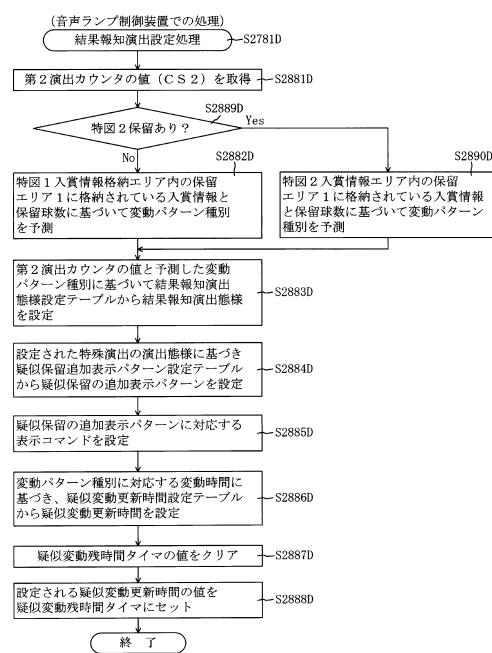 (音声ランプ制御装置での処理)
結果報知演出設定処理
S2781D
第2演出カウンタの値(CS2)を取得
S2881D
S2889D
特図2保留あり?
Yes
No
S2882D
特図1入賞情報格納エリア内の保留
エリア1に格納されている入賞情報と
保留球数に基づいて変動パターン種別
を予測
S2890D
特図2入賞情報エリア内の保留
エリア1に格納されている入賞情報
と保留球数に基づいて変動パターン
種別を予測
第2演出カウンタの値と予測した変動
パターン種別に基づいて結果報知演出
態様設定テーブルから結果報知演出態様
を設定
S2883D
設定された特殊演出の演出態様に基づき
疑似保留追加表示パターン設定テーブル
から疑似保留の追加表示パターンを設定
S2884D
疑似保留の追加表示パターンに対応する
表示コマンドを設定
S2885D
変動パターン種別に対応する変動時間に
基づき、疑似変動更新時間設定テーブル
から疑似変動更新時間を設定
S2886D
疑似変動残時間タイマの値をクリア
S2887D
設定される疑似変動更新時間の値を
疑似変動残時間タイマにセット
S2888D
終 了